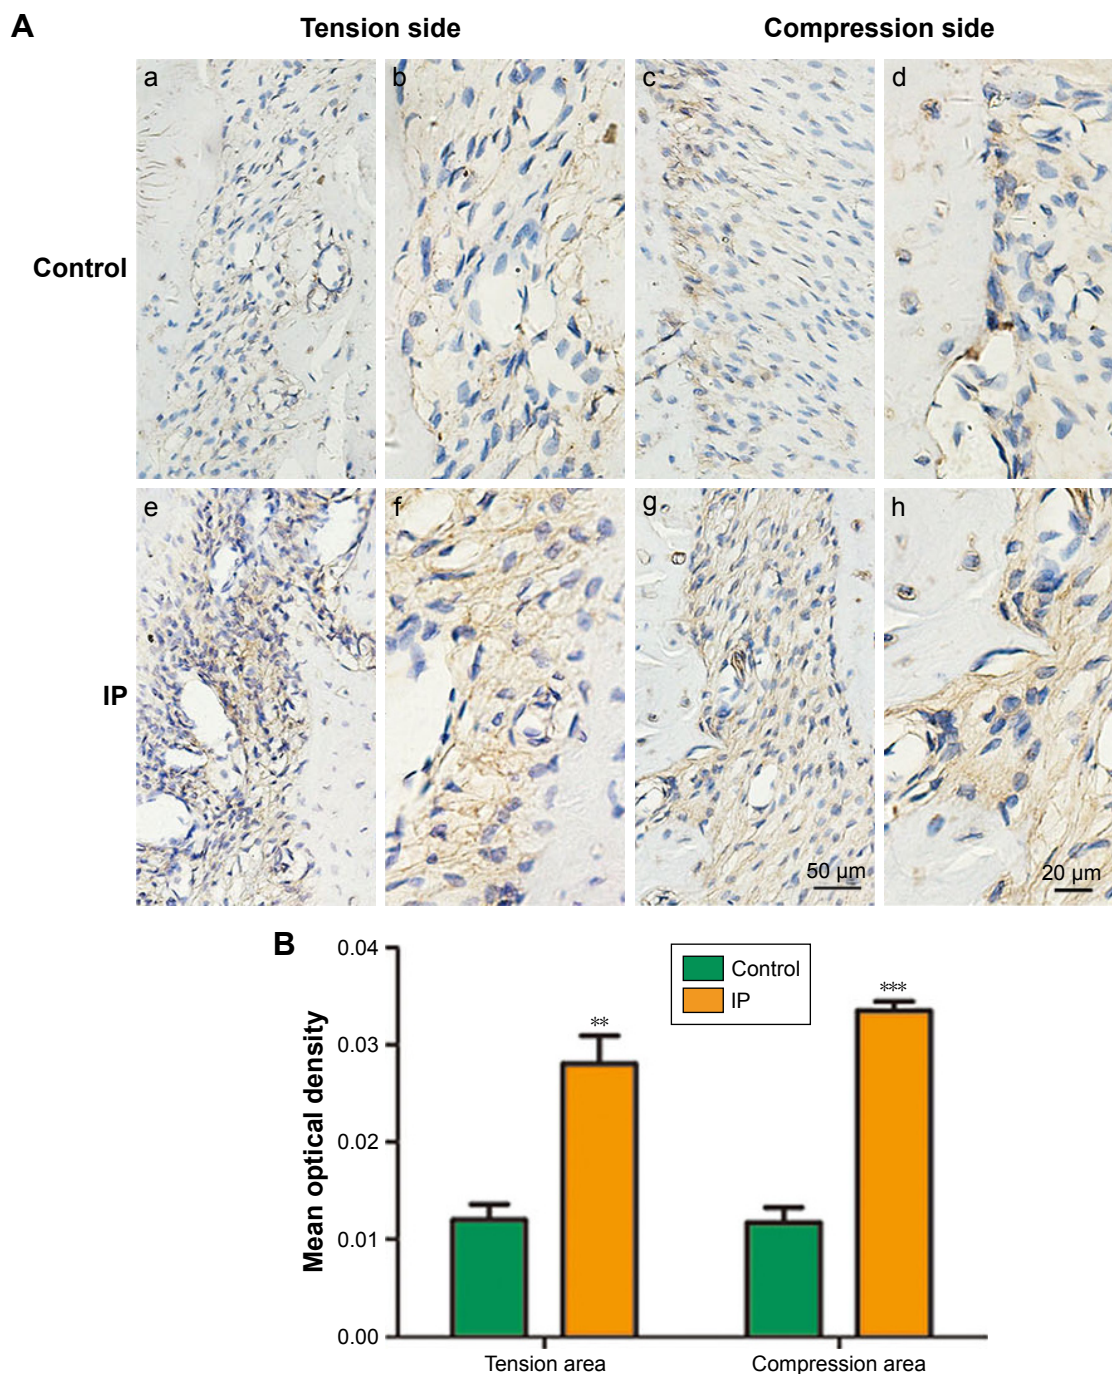 A
Tension side
Compression side
a
b
c
d
Control
e
f
g
h
IP
50 µm
20 µm
B
0.04
0.03
0.02
0.01
0.00
Mean optical density
Control
IP
**
***
Tension area
Compression area